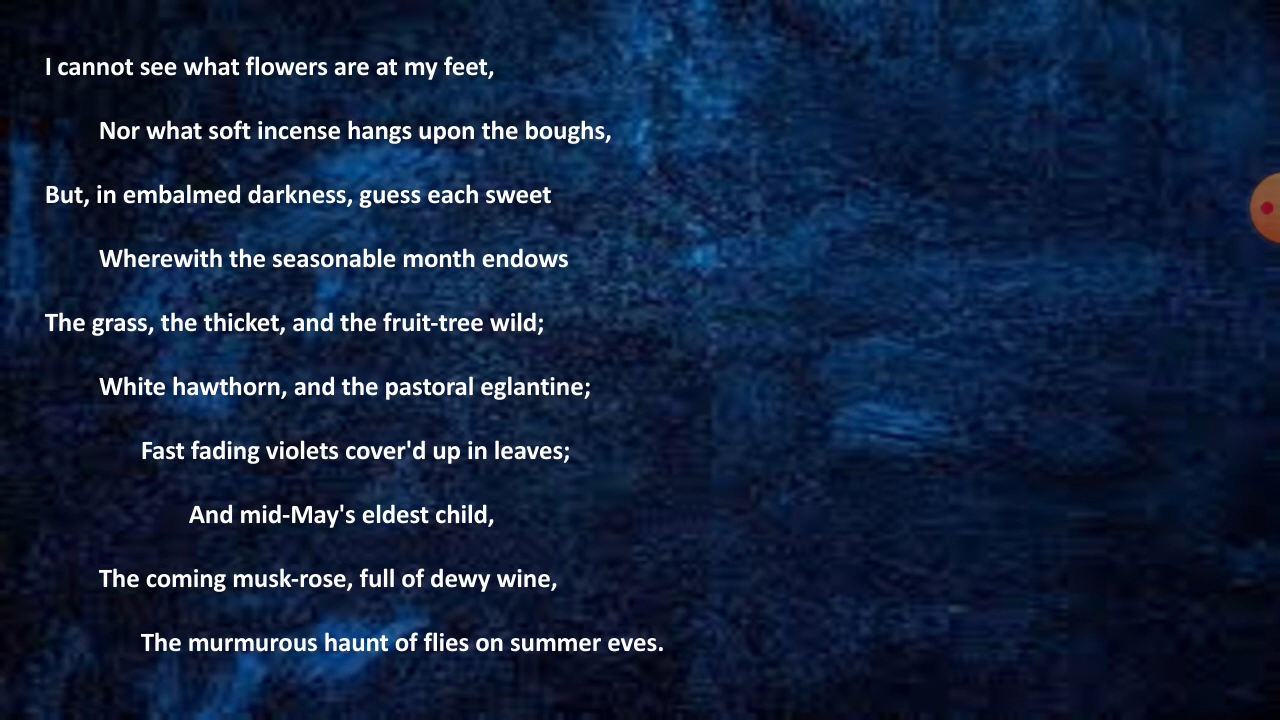 I cannot see what flowers are at my feet,
Nor what soft incense hangs upon the boughs,
But, in embalmed darkness, guess each sweet
Wherewith the seasonable month endows
The grass, the thicket, and the fruit-tree wild;
White hawthorn, and the pastoral eglantine;
Fast fading violets cover'd up in leaves;
And mid-May's eldest child,
The coming musk-rose, full of dewy wine,
The murmurous haunt of flies on summer eves.